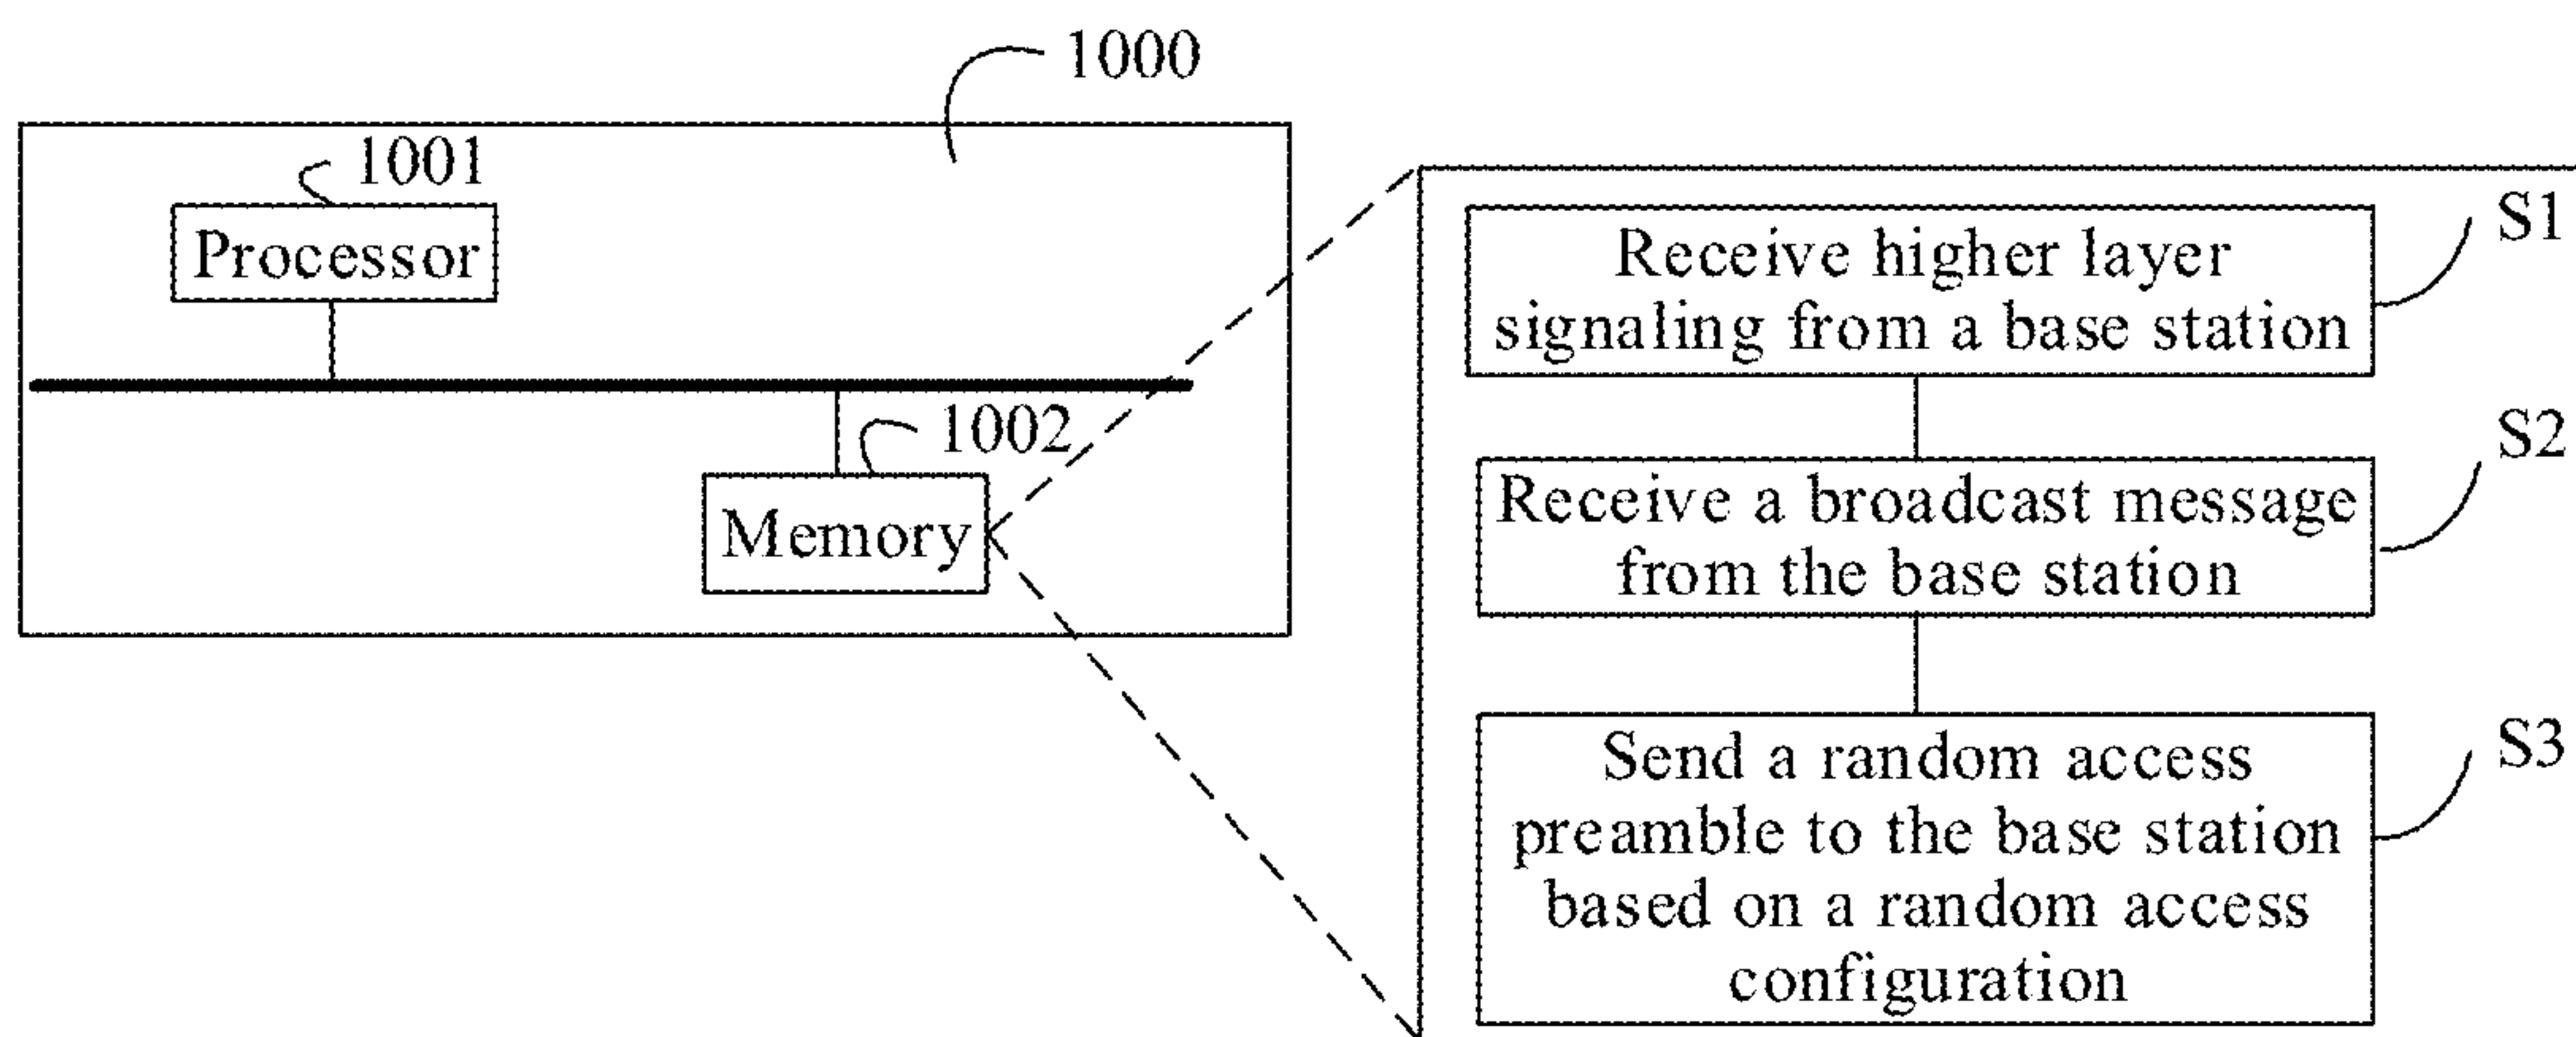 1000
1001
Processor
1002
Memory
S1
Receive higher layer
signaling from a base station
S2
Receive a broadcast message
from the base station
S3
Send a random access
preamble to the base station
based on a random access
configuration